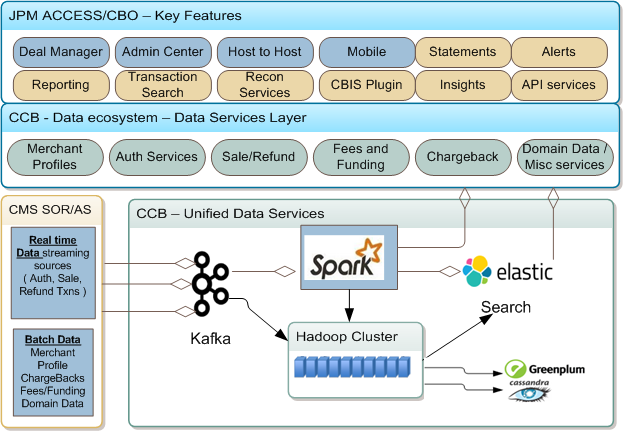 JPM ACCESS/CBO – Key Features
Deal Manager
Admin Center
Host to Host
Mobile
Statements
Alerts
Reporting
Transaction
Search
Recon
Services
CBIS Plugin
Insights
API services
CCB - Data ecosystem – Data Services Layer
Merchant
Profiles
Auth Services
Sale/Refund
Fees and
Funding
Chargeback
Domain Data /
Misc services
CMS SOR/AS
Real time
Data streaming
sources
( Auth, Sale,
Refund Txns )
Batch Data
Merchant
Profile
ChargeBacks
Fees/Funding
Domain Data
CCB – Unified Data Services
Kafka
Spark
elastic
Search
Hadoop Cluster
Greenplum
cassandra